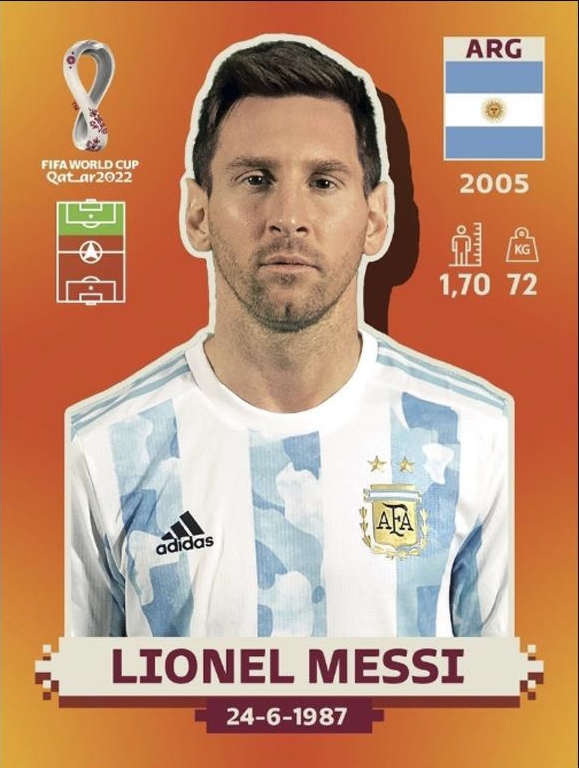 ARG
FIFA WORLD CUP
Qatar2022
2005
KG
1,70 72
adidas
AFA
LIONEL MESSI
24-6-1987